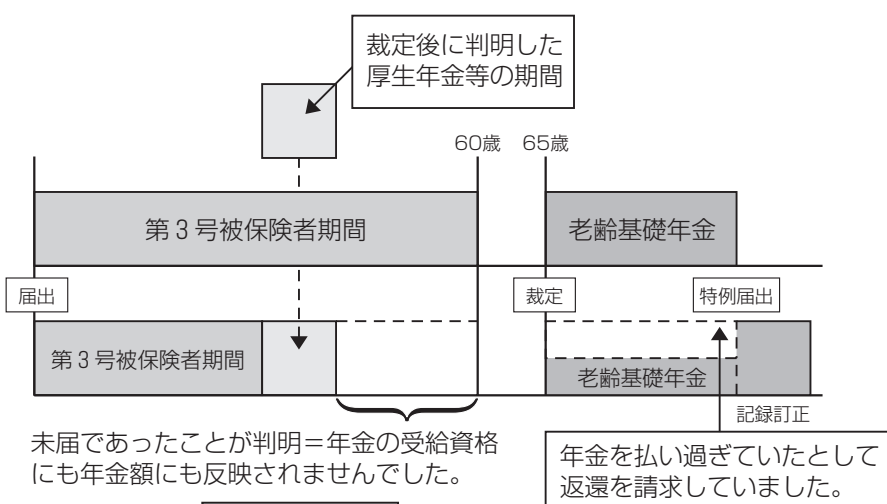 裁定後に判明した
厚生年金等の期間
60歳 65歳
第3号被保険者期間
老齢基礎年金
届出
裁定
特例届出
第3号被保険者期間
老齢基礎年金
記録訂正
未届であったことが判明＝年金の受給資格
にも年金額にも反映されませんでした。
年金を払い過ぎていたとして
返還を請求していました。